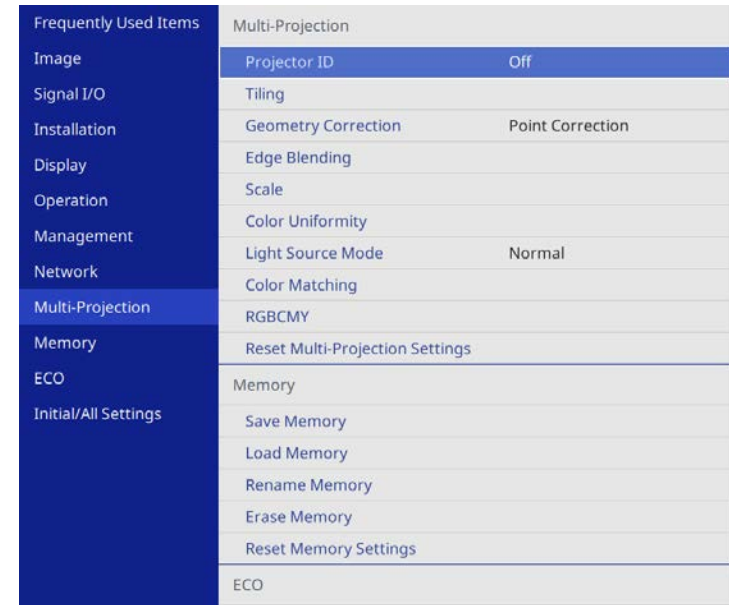 Frequently Used Items
Image
Signal I/O
Installation
Display
Operation
Management
Network
Multi-Projection
Memory
ECO
Initial/All Settings
Multi-Projection
Projector ID Off
Tiling
Geometry Correction Point Correction
Edge Blending
Scale
Color Uniformity
Light Source Mode Normal
Color Matching
RGBCMY
Reset Multi-Projection Settings
Memory
Save Memory
Load Memory
Rename Memory
Erase Memory
Reset Memory Settings
ECO